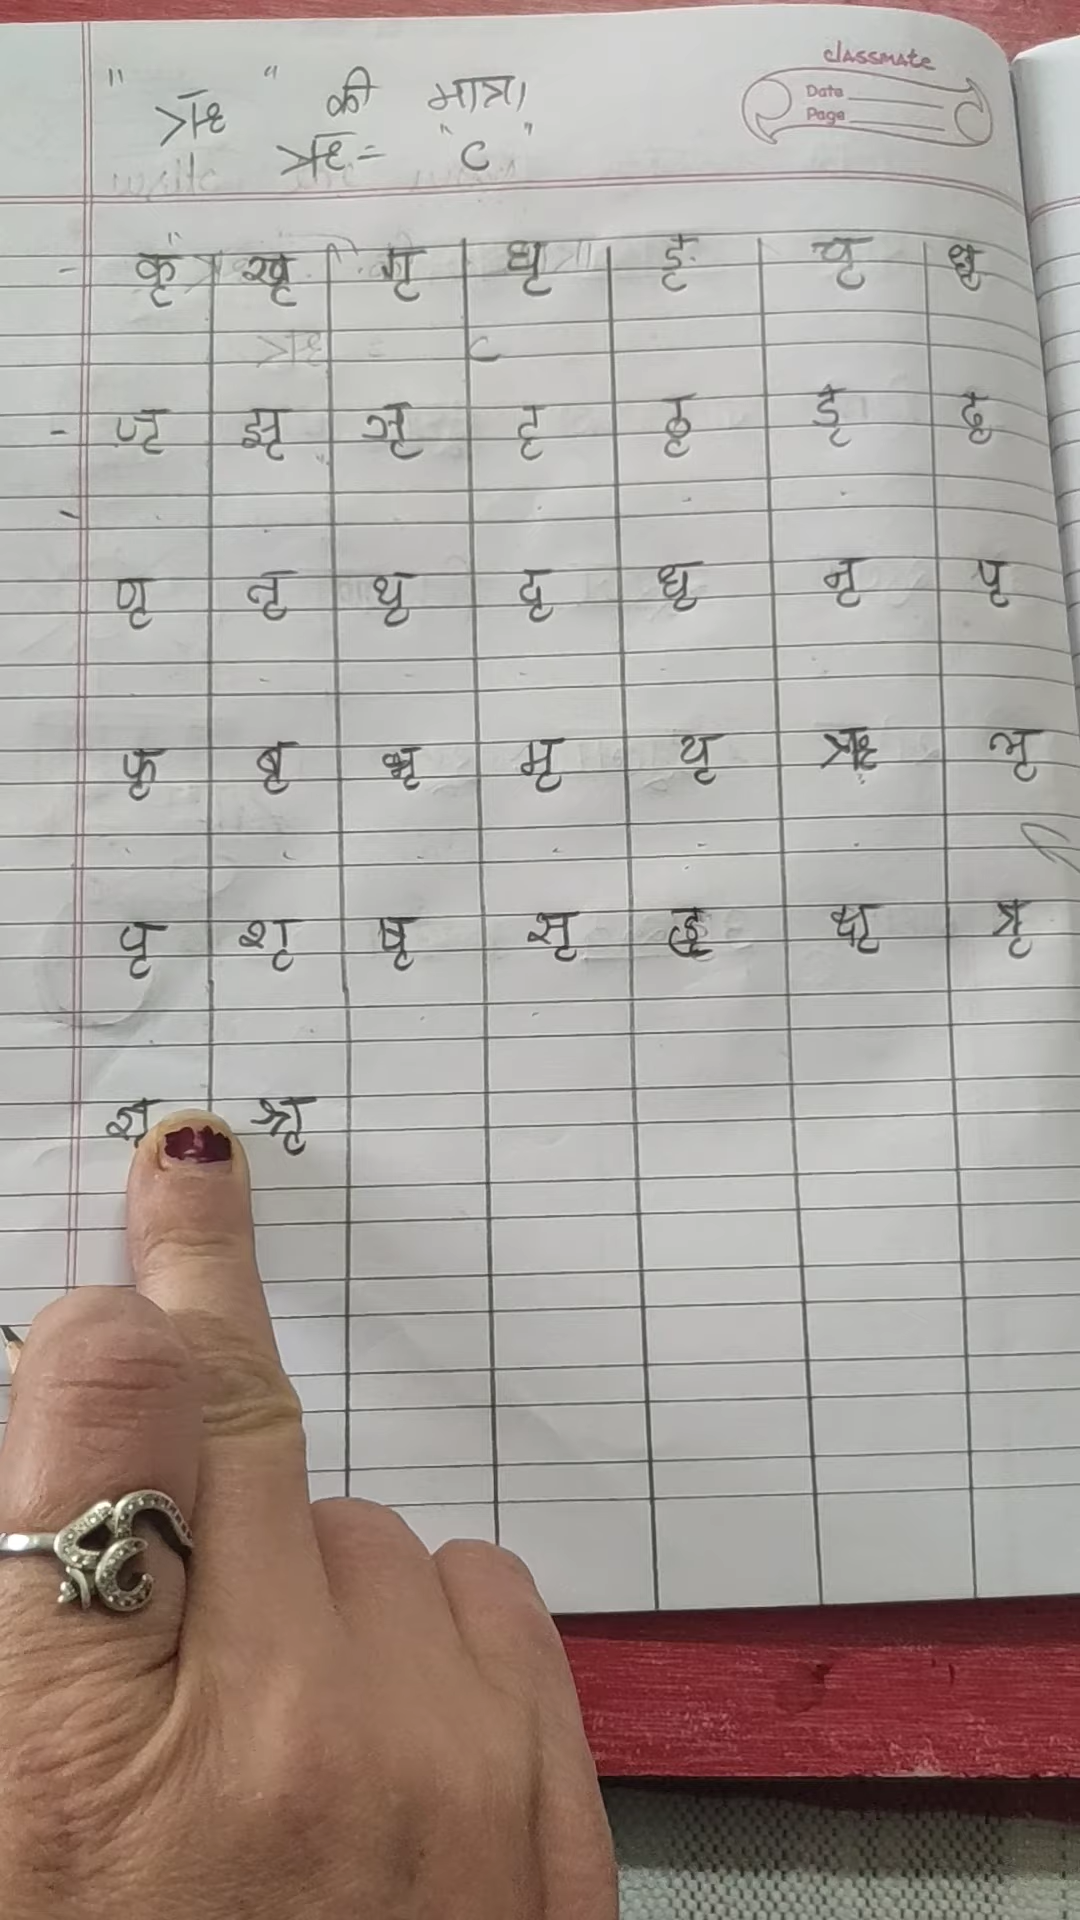 classmate
Date
Page
" ऋ " की मात्रा
ऋ = " ृ "
कृ खृ गृ घृ ङृ चृ छृ
जृ झृ ञृ टृ ठृ डृ ढृ
णृ तृ थृ दृ धृ नृ पृ
फृ बृ भृ मृ यृ ऋ लृ
वृ शृ षृ सृ हृ क्षृ त्रृ
ज्ञृ श्रृ